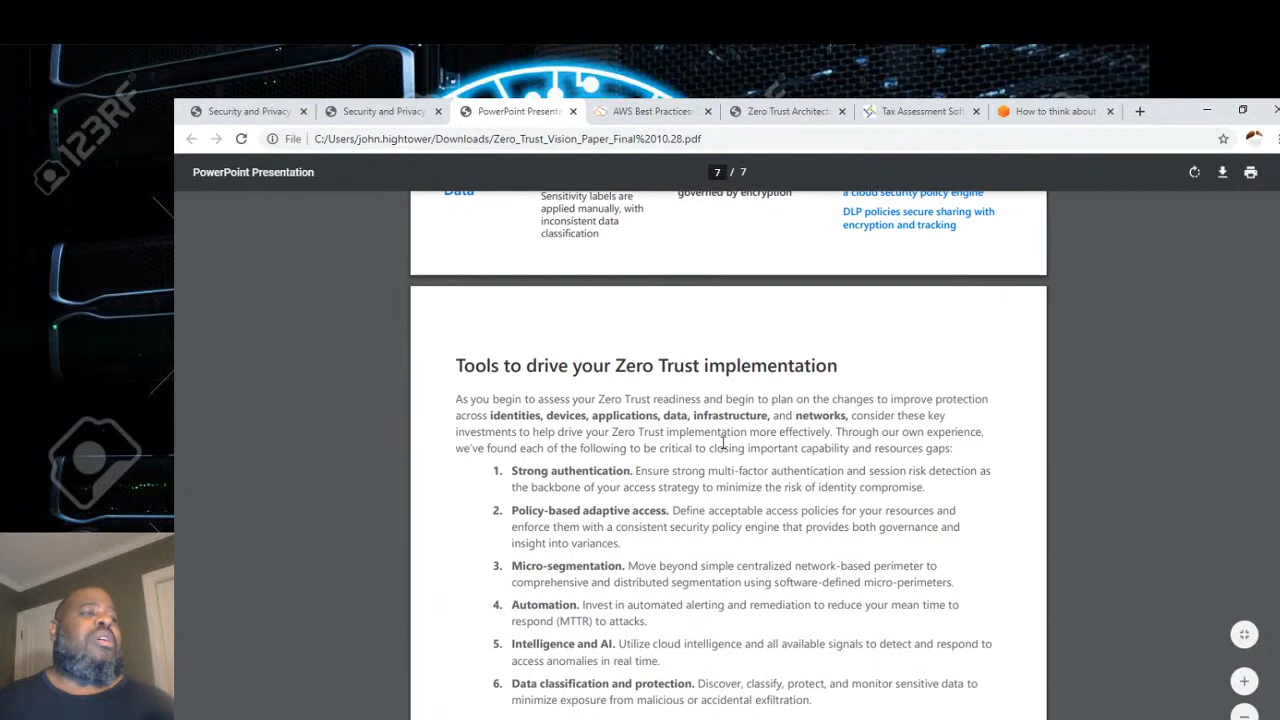 123RF
Security and Privacy
Security and Privacy
PowerPoint Present
AWS Best Practices
Zero Trust Architect
Tax Assessment Sof
How to think about
File
C:/Users/john.hightower/Downloads/Zero_Trust_Vision_Paper_Final%2010.28.pdf
PowerPoint Presentation
7 / 7
Data
Sensitivity labels are
applied manually, with
inconsistent data
classification
governed by encryption
a cloud security policy engine
DLP policies secure sharing with
encryption and tracking
Tools to drive your Zero Trust implementation
As you begin to assess your Zero Trust readiness and begin to plan on the changes to improve protection
across identities, devices, applications, data, infrastructure, and networks, consider these key
investments to help drive your Zero Trust implementation more effectively. Through our own experience,
we've found each of the following to be critical to closing important capability and resources gaps:
1. Strong authentication. Ensure strong multi-factor authentication and session risk detection as
the backbone of your access strategy to minimize the risk of identity compromise.
2. Policy-based adaptive access. Define acceptable access policies for your resources and
enforce them with a consistent security policy engine that provides both governance and
insight into variances.
3. Micro-segmentation. Move beyond simple centralized network-based perimeter to
comprehensive and distributed segmentation using software-defined micro-perimeters.
4. Automation. Invest in automated alerting and remediation to reduce your mean time to
respond (MTTR) to attacks.
5. Intelligence and AI. Utilize cloud intelligence and all available signals to detect and respond to
access anomalies in real time.
6. Data classification and protection. Discover, classify, protect, and monitor sensitive data to
minimize exposure from malicious or accidental exfiltration.